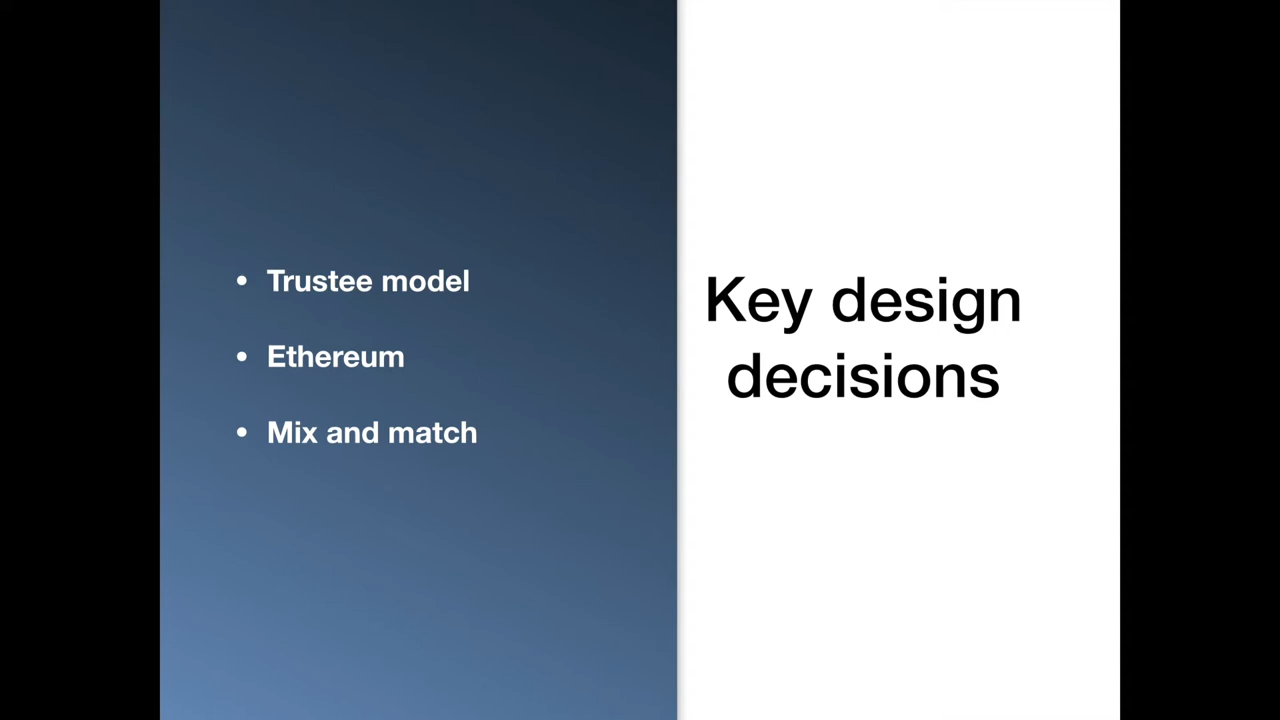 • Trustee model
• Ethereum
• Mix and match
Key design
decisions